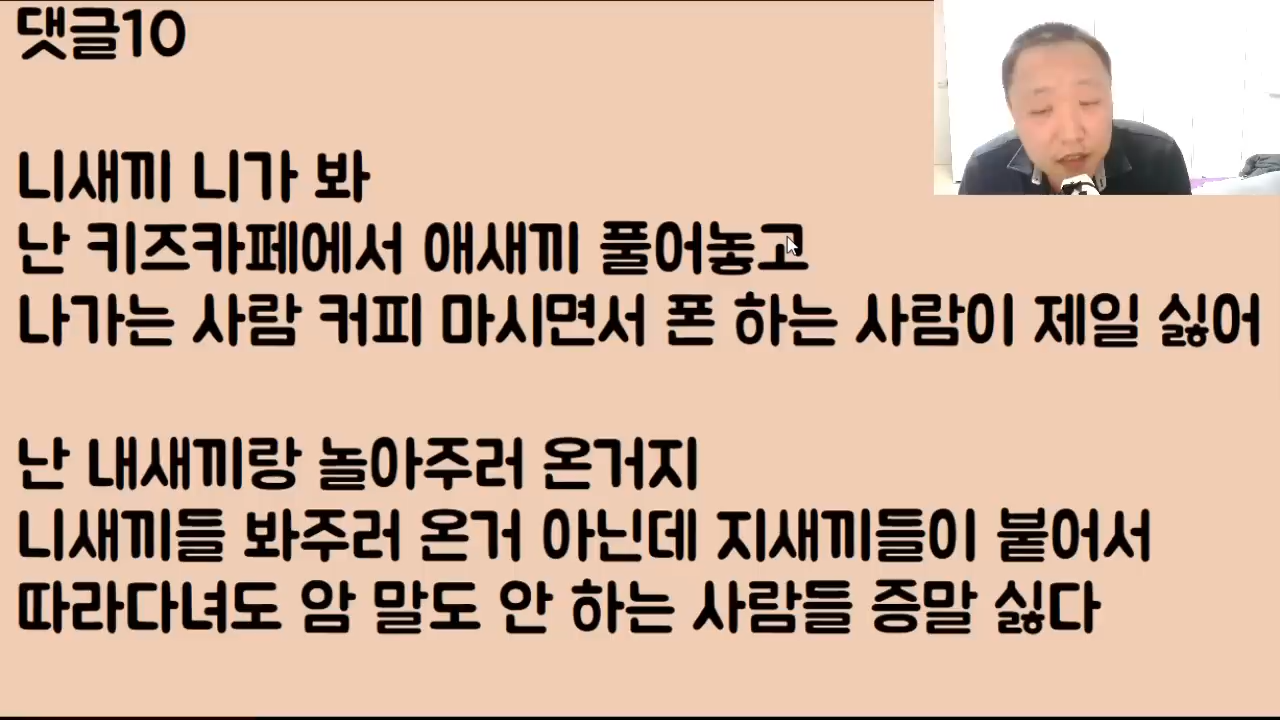 댓글10
니새끼 니가 봐
난 키즈카페에서 애새끼 풀어놓고
나가는 사람 커피 마시면서 폰 하는 사람이 제일 싫어
난 내새끼랑 놀아주러 온거지
니새끼들 봐주러 온거 아닌데 지새끼들이 붙어서
따라다녀도 암 말도 안 하는 사람들 증말 싫다